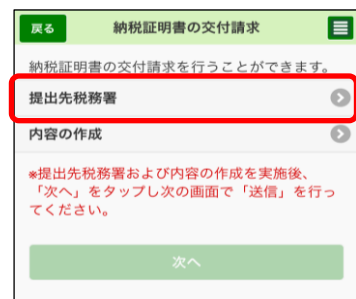 戻る 納税証明書の交付請求
納税証明書の交付請求を行うことができます。
提出先税務署
内容の作成
※提出先税務署および内容の作成を実施後、
「次へ」をタップし次の画面で「送信」を行っ
てください。
次へ